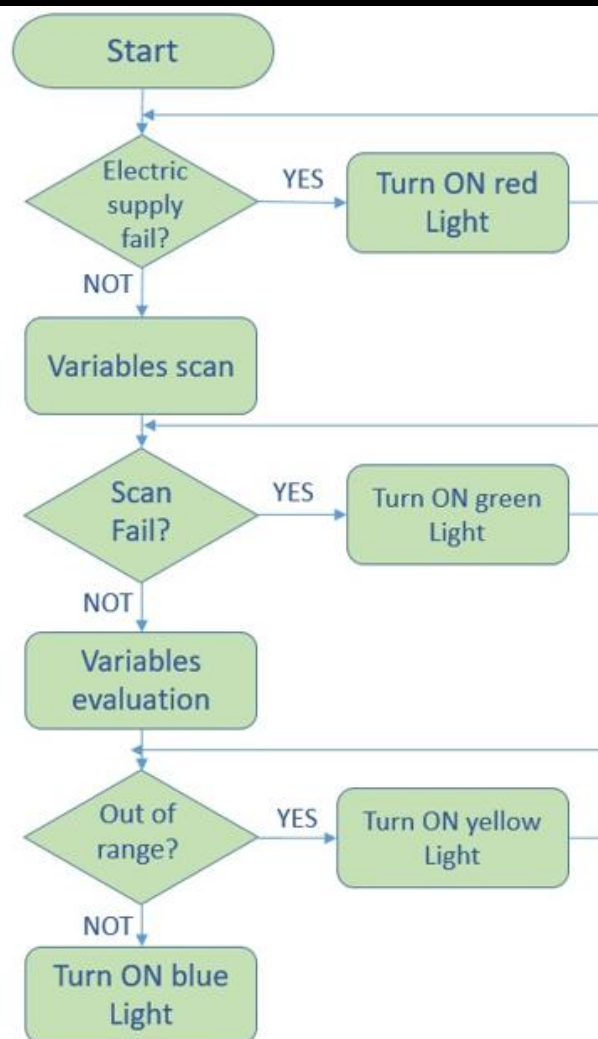 Start
Electric
supply
fail?
YES
Turn ON red
Light
NOT
Variables scan
Scan
Fail?
YES
Turn ON green
Light
NOT
Variables
evaluation
Out of
range?
YES
Turn ON yellow
Light
NOT
Turn ON blue
Light